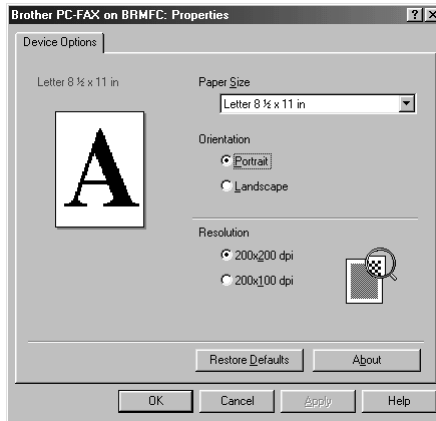 Brother PC-FAX on BRMFC: Properties
Device Options
Letter 8 ½ x 11 in
Paper Size
Letter 8 ½ x 11 in
Orientation
Portrait
Landscape
A
Resolution
200x200 dpi
200x100 dpi
Restore Defaults
About
OK
Cancel
Apply
Help